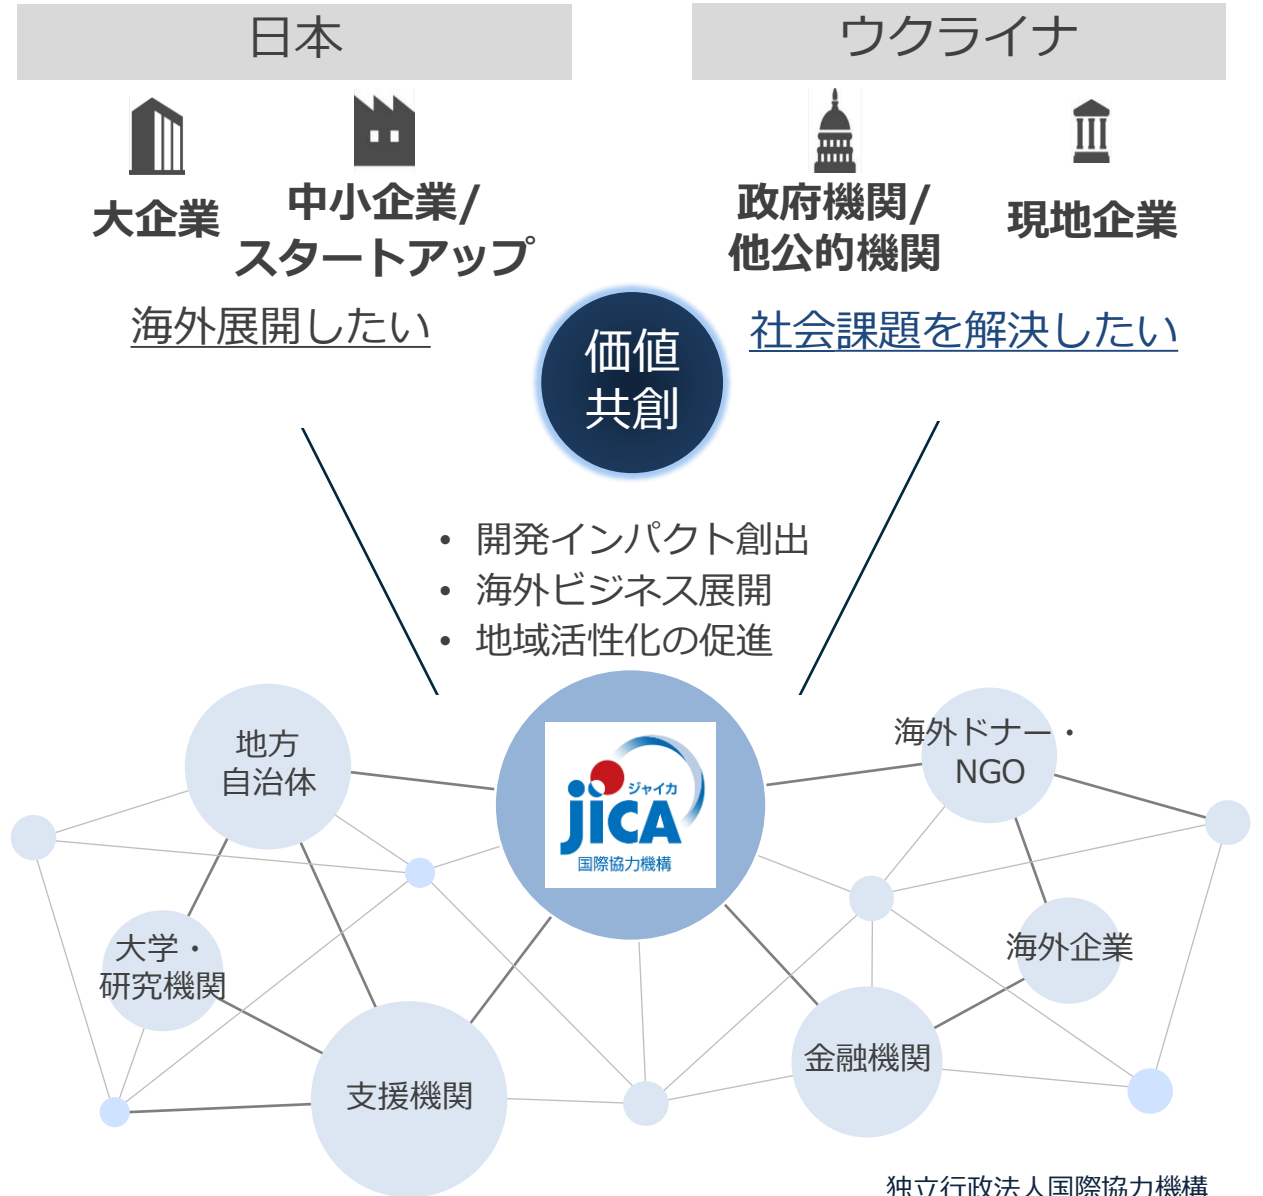 日本
ウクライナ
大企業
中小企業/
スタートアップ
政府機関/
他公的機関
現地企業
海外展開したい
社会課題を解決したい
価値
共創
• 開発インパクト創出
• 海外ビジネス展開
• 地域活性化の促進
地方
自治体
ジャイカ
jICA
国際協力機構
海外ドナー・
NGO
大学・
研究機関
海外企業
支援機関
金融機関
独立行政法人国際協力機構